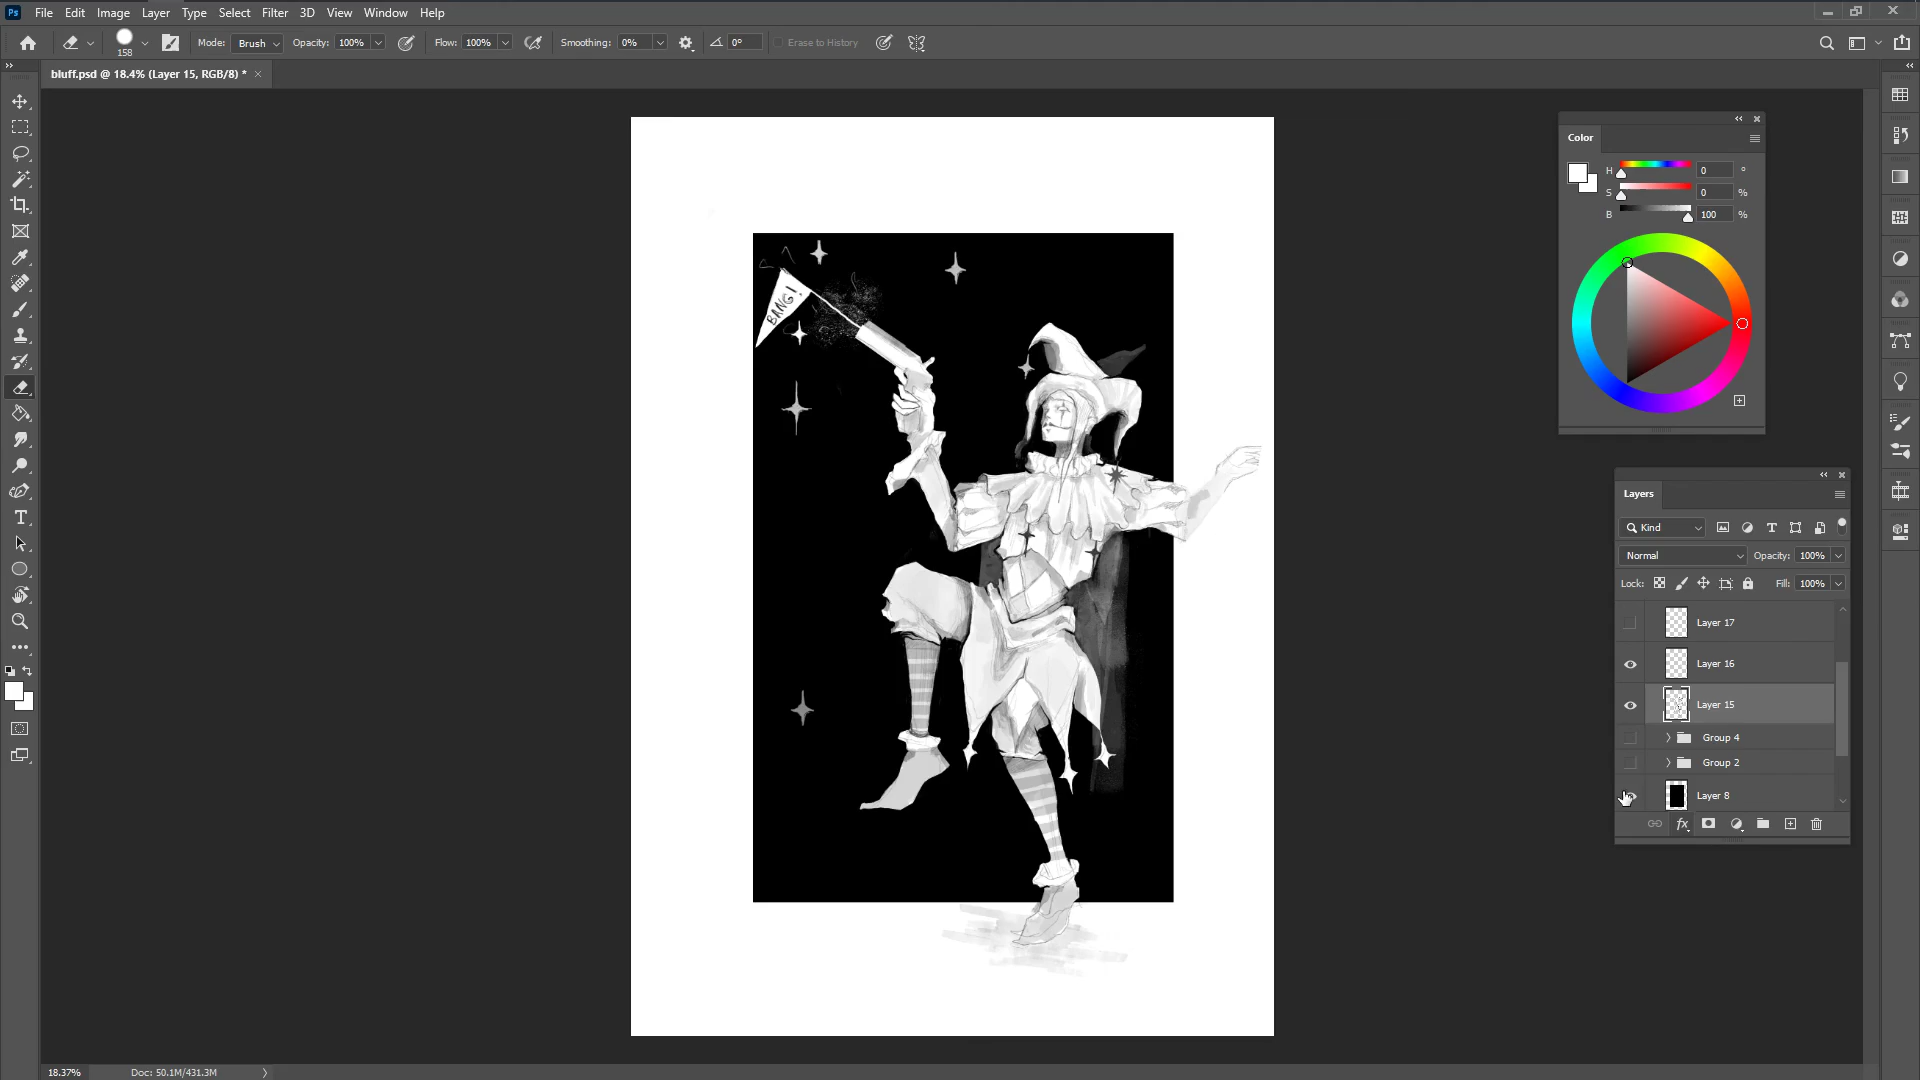 Ps File Edit Image Layer Type Select Filter 3D View Window Help
158 Mode: Brush Opacity: 100% Flow: 100% Smoothing: 0% 0° Erase to History
bluff.psd @ 18.4% (Layer 15, RGB/8) *
Color
H 0 °
S 0 %
B 100 %
BANG!
Layers
Kind
Normal Opacity: 100%
Lock: Fill: 100%
Layer 17
Layer 16
Layer 15
Group 4
Group 2
Layer 8
fx
18.37% Doc: 50.1M/431.3M